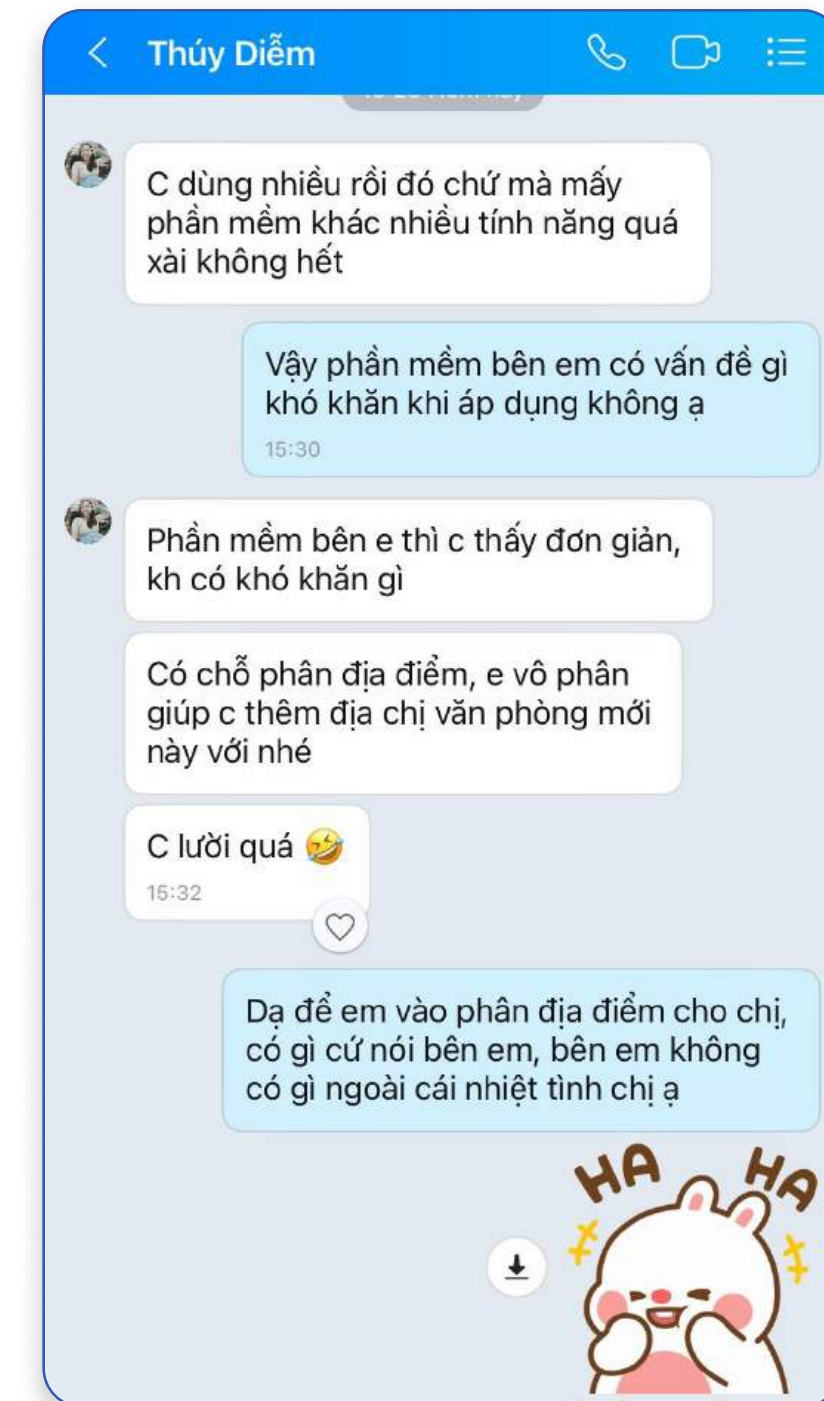 Thúy Diễm
C dùng nhiều rồi đó chứ mà mấy
phần mềm khác nhiều tính năng quá
xài không hết
Vậy phần mềm bên em có vấn đề gì
khó khăn khi áp dụng không ạ
15:30
Phần mềm bên e thì c thấy đơn giản,
kh có khó khăn gì
Có chỗ phân địa điểm, e vô phân
giúp c thêm địa chỉ văn phòng mới
này với nhé
C lười quá 🤣
15:32
Dạ để em vào phân địa điểm cho chị,
có gì cứ nói bên em, bên em không
có gì ngoài cái nhiệt tình chị ạ
HA HA